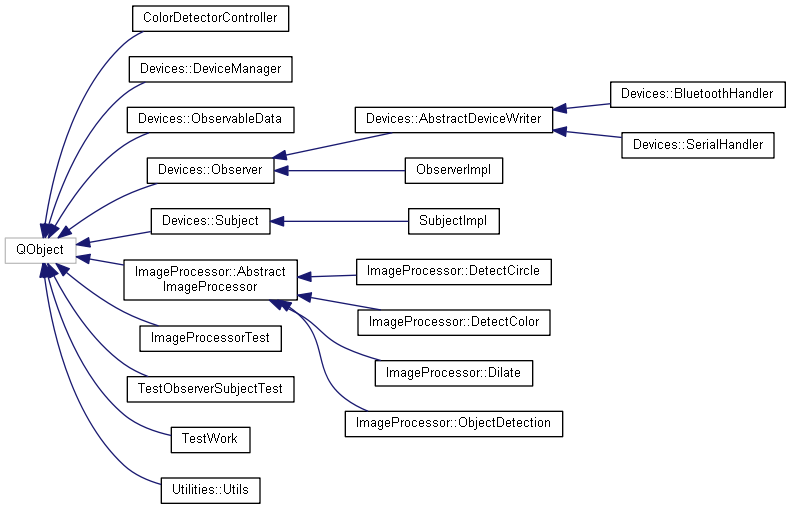 ColorDetectorController
Devices::DeviceManager
Devices::BluetoothHandler
Devices::ObservableData
Devices::AbstractDeviceWriter
Devices::SerialHandler
Devices::Observer
ObserverImpl
Devices::Subject
SubjectImpl
QObject
ImageProcessor::Abstract
ImageProcessor
ImageProcessor::DetectCircle
ImageProcessor::DetectColor
ImageProcessorTest
ImageProcessor::Dilate
TestObserverSubjectTest
ImageProcessor::ObjectDetection
TestWork
Utilities::Utils